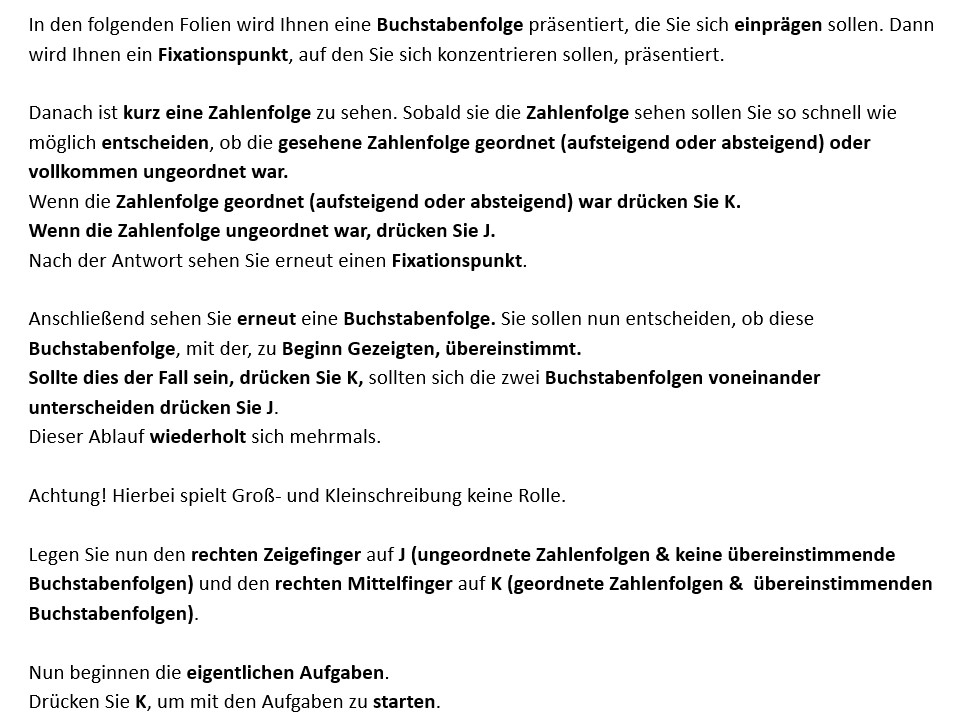 In den folgenden Folien wird Ihnen eine Buchstabenfolge präsentiert, die Sie sich einprägen sollen. Dann
wird Ihnen ein Fixationspunkt, auf den Sie sich konzentrieren sollen, präsentiert.
Danach ist kurz eine Zahlenfolge zu sehen. Sobald sie die Zahlenfolge sehen sollen Sie so schnell wie
möglich entscheiden, ob die gesehene Zahlenfolge geordnet (aufsteigend oder absteigend) oder
vollkommen ungeordnet war.
Wenn die Zahlenfolge geordnet (aufsteigend oder absteigend) war drücken Sie K.
Wenn die Zahlenfolge ungeordnet war, drücken Sie J.
Nach der Antwort sehen Sie erneut einen Fixationspunkt.
Anschließend sehen Sie erneut eine Buchstabenfolge. Sie sollen nun entscheiden, ob diese
Buchstabenfolge, mit der, zu Beginn Gezeigten, übereinstimmt.
Sollte dies der Fall sein, drücken Sie K, sollten sich die zwei Buchstabenfolgen voneinander
unterscheiden drücken Sie J.
Dieser Ablauf wiederholt sich mehrmals.
Achtung! Hierbei spielt Groß- und Kleinschreibung keine Rolle.
Legen Sie nun den rechten Zeigefinger auf J (ungeordnete Zahlenfolgen & keine übereinstimmende
Buchstabenfolgen) und den rechten Mittelfinger auf K (geordnete Zahlenfolgen & übereinstimmenden
Buchstabenfolgen).
Nun beginnen die eigentlichen Aufgaben.
Drücken Sie K, um mit den Aufgaben zu starten.